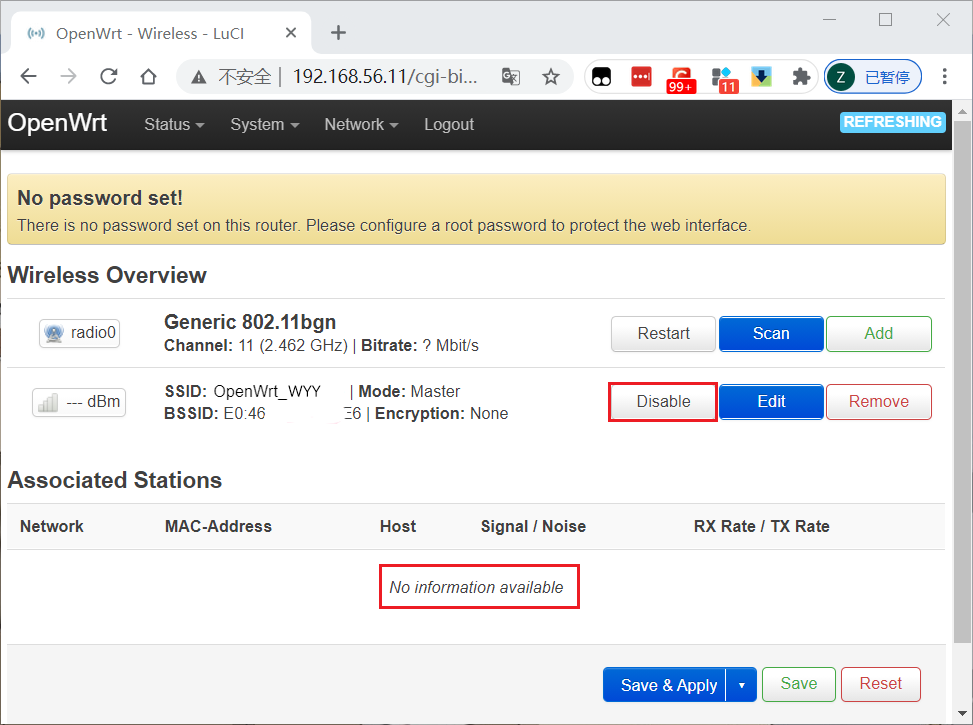 OpenWrt - Wireless - LuCI
不安全 | 192.168.56.11/cgi-bi...
99+
11
Z 已暂停
OpenWrt Status System Network Logout REFRESHING
No password set!
There is no password set on this router. Please configure a root password to protect the web interface.
Wireless Overview
radio0
Generic 802.11bgn
Channel: 11 (2.462 GHz) | Bitrate: ? Mbit/s
Restart Scan Add
--- dBm
SSID: OpenWrt_WYY | Mode: Master
BSSID: E0:46 E6 | Encryption: None
Disable Edit Remove
Associated Stations
Network MAC-Address Host Signal / Noise RX Rate / TX Rate
No information available
Save & Apply Save Reset